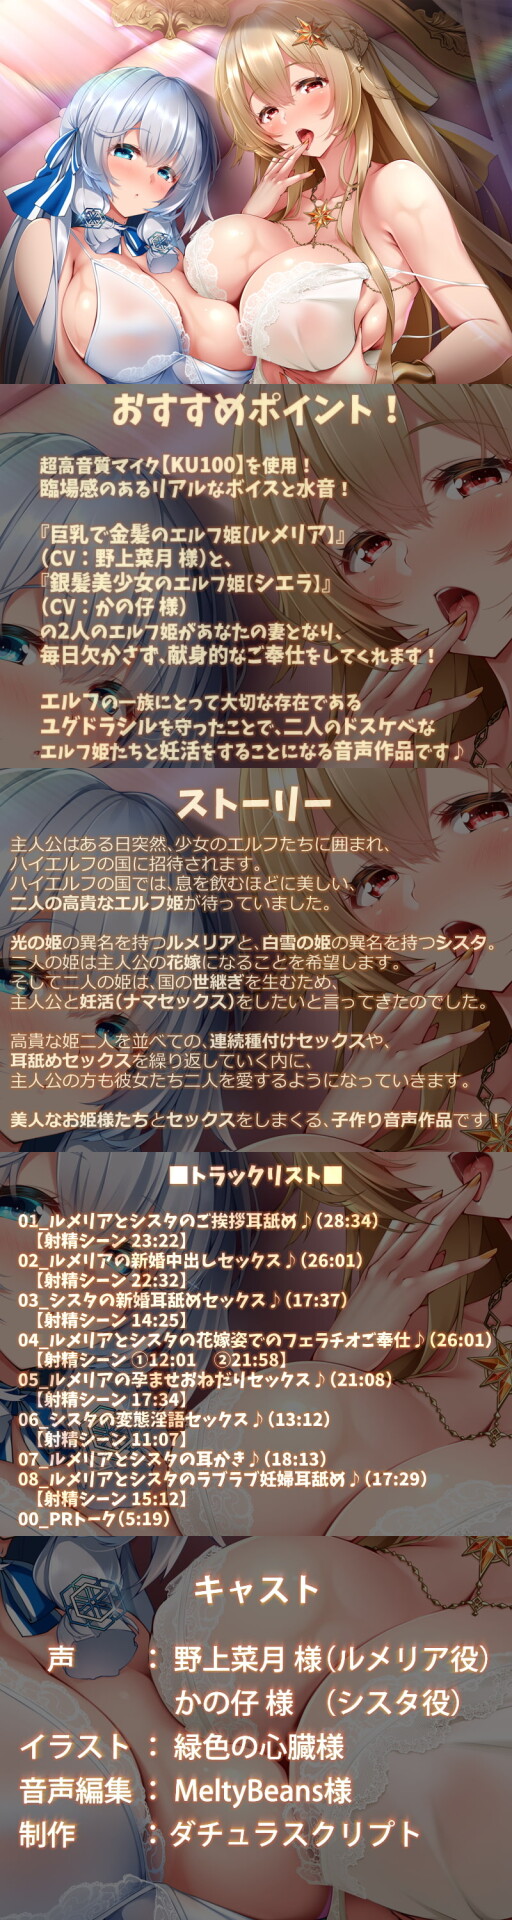 おすすめポイント！
超高音質マイク【KU100】を使用！
臨場感のあるリアルなボイスと水音！
『巨乳で金髪のエルフ姫【ルメリア】』
（CV：野上菜月 様）と、
『銀髪美少女のエルフ姫【シエラ】』
（CV：かの仔 様）
の2人のエルフ姫があなたの妻となり、
毎日欠かさず、献身的なご奉仕をしてくれます！
エルフの一族にとって大切な存在である
ユグドラシルを守ったことで、二人のドスケベな
エルフ姫たちと妊活をすることになる音声作品です♪
ストーリー
主人公はある日突然、少女のエルフたちに囲まれ、
ハイエルフの国に招待されます。
ハイエルフの国では、息を飲むほどに美しい、
二人の高貴なエルフ姫が待っていました。
光の姫の異名を持つルメリアと、白雪の姫の異名を持つシスタ。
二人の姫は主人公の花嫁になることを希望します。
そして二人の姫は、国の世継ぎを生むため、
主人公と妊活（ナマセックス）をしたいと言ってきたのでした。
高貴な姫二人を並べての、連続種付けセックスや、
耳舐めセックスを繰り返していく内に、
主人公の方も彼女たち二人を愛するようになっていきます。
美人なお姫様たちとセックスをしまくる、子作り音声作品です！
■トラックリスト■
01_ルメリアとシスタのご挨拶耳舐め♪（28:34）
【射精シーン 23:22】
02_ルメリアの新婚中出しセックス♪（26:01）
【射精シーン 22:32】
03_シスタの新婚耳舐めセックス♪（17:37）
【射精シーン 14:25】
04_ルメリアとシスタの花嫁姿でのフェラチオご奉仕♪（26:01）
【射精シーン ①12:01　②21:58】
05_ルメリアの孕ませおねだりセックス♪（21:08）
【射精シーン 17:34】
06_シスタの変態淫語セックス♪（13:12）
【射精シーン 11:07】
07_ルメリアとシスタの耳かき♪（18:13）
08_ルメリアとシスタのラブラブ妊婦耳舐め♪（17:29）
【射精シーン 15:12】
00_PRトーク（5:19）
キャスト
声　　　：野上菜月 様（ルメリア役）
かの仔 様　（シスタ役）
イラスト：緑色の心臓様
音声編集：MeltyBeans様
制作　　：ダチュラスクリプト